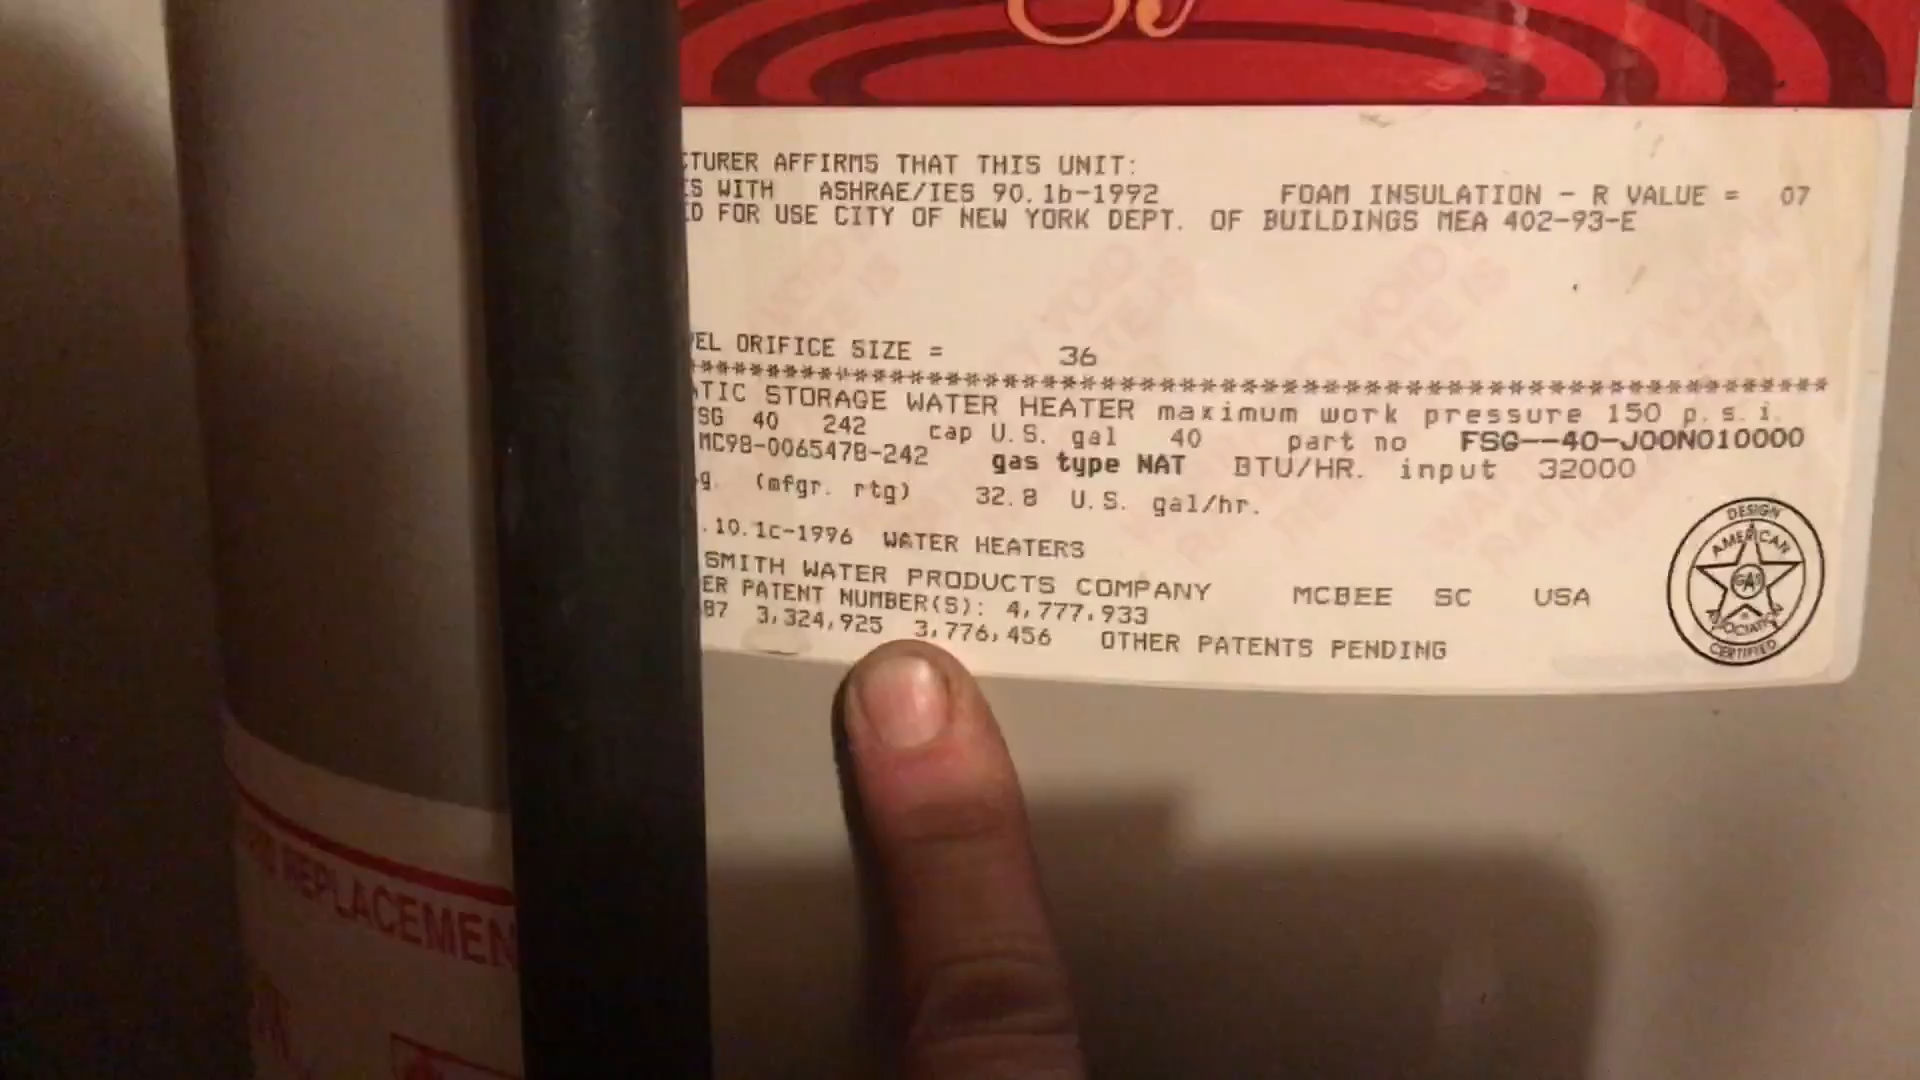 CTURER AFFIRMS THAT THIS UNIT:
ES WITH ASHRAE/IES 90.1b-1992 FOAM INSULATION - R VALUE = 07
ED FOR USE CITY OF NEW YORK DEPT. OF BUILDINGS MEA 402-93-E
EL ORIFICE SIZE = 36
ATIC STORAGE WATER HEATER maximum work pressure 150 p.s.i.
SG 40 242 cap U.S. gal 40 part no FSG--40-J00N010000
MC98-0065478-242 gas type NAT BTU/HR. input 32000
g. (mfgr. rtg) 32.8 U.S. gal/hr.
.10.1c-1996 WATER HEATERS
SMITH WATER PRODUCTS COMPANY MCBEE SC USA
ER PATENT NUMBER(S): 4,777,933
87 3,324,925 3,776,456 OTHER PATENTS PENDING
DESIGN
AMERICAN
GAS
ASSOCIATION
CERTIFIED
REPLACEMEN